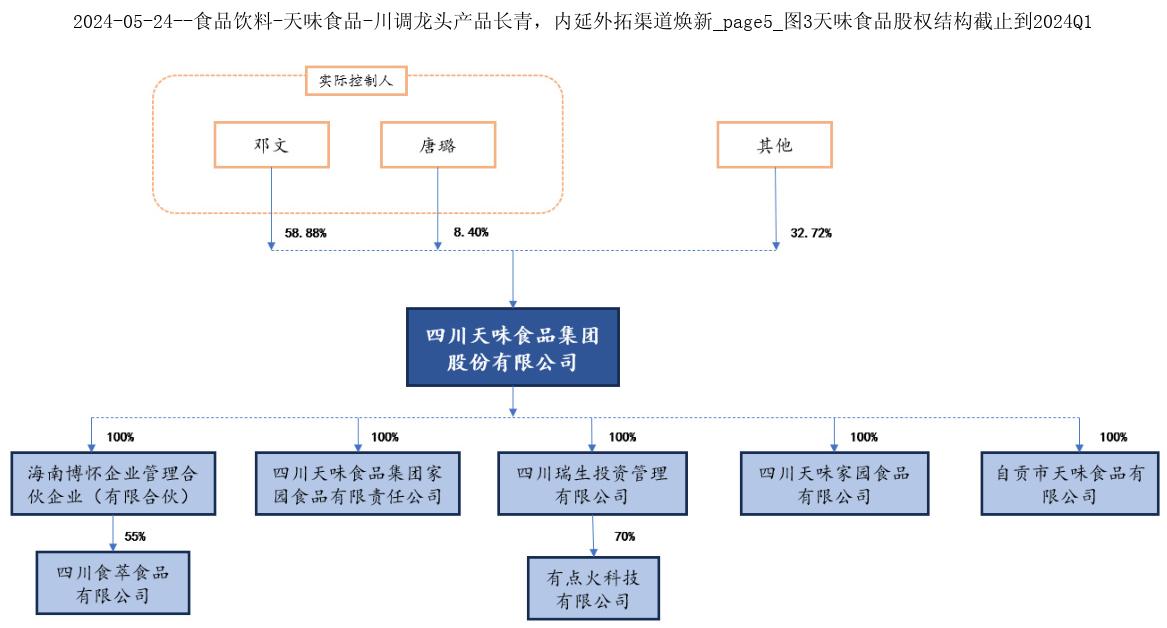 2024-05-24--食品饮料-天味食品-川调龙头产品长青，内延外拓渠道焕新_page5_图3天味食品股权结构截止到2024Q1
实际控制人
邓文
唐璐
其他
58.88%
8.40%
32.72%
四川天味食品集团
股份有限公司
100%
100%
100%
100%
100%
海南博怀企业管理合
伙企业（有限合伙）
四川天味食品集团家
园食品有限责任公司
四川瑞生投资管理
有限公司
四川天味家园食品
有限公司
自贡市天味食品有
限公司
55%
70%
四川食萃食品
有限公司
有点火科技
有限公司